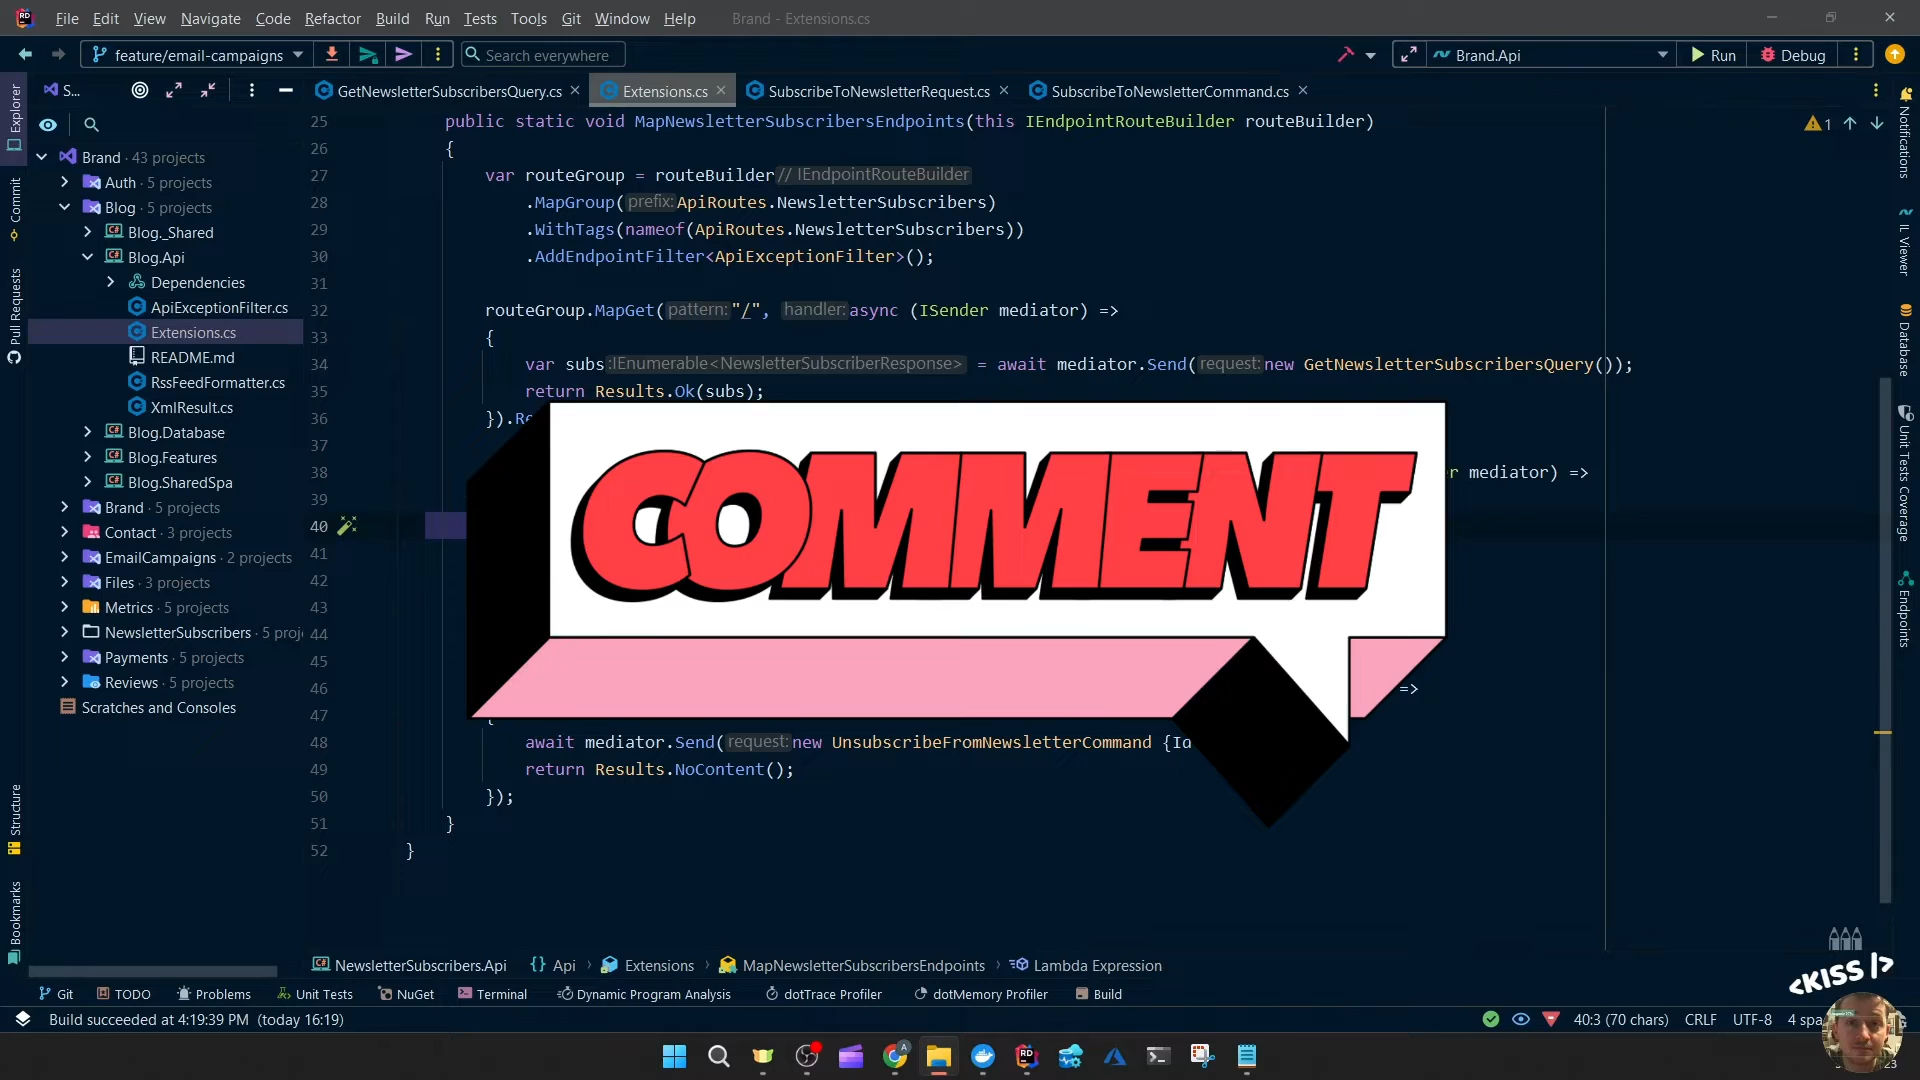 File Edit View Navigate Code Refactor Build Run Tests Tools Git Window Help Brand - Extensions.cs
feature/email-campaigns Search everywhere Brand.Api Run Debug
S... GetNewsletterSubscribersQuery.cs Extensions.cs SubscribeToNewsletterRequest.cs SubscribeToNewsletterCommand.cs
Explorer
Commit
Pull Requests
Structure
Bookmarks
Brand · 43 projects
Auth · 5 projects
Blog · 5 projects
Blog._Shared
Blog.Api
Dependencies
ApiExceptionFilter.cs
Extensions.cs
README.md
RssFeedFormatter.cs
XmlResult.cs
Blog.Database
Blog.Features
Blog.SharedSpa
Brand · 5 projects
Contact · 3 projects
EmailCampaigns · 2 projects
Files · 3 projects
Metrics · 5 projects
NewsletterSubscribers · 5 proj
Payments · 5 projects
Reviews · 5 projects
Scratches and Consoles
25 public static void MapNewsletterSubscribersEndpoints(this IEndpointRouteBuilder routeBuilder)
26 {
27 var routeGroup = routeBuilder // IEndpointRouteBuilder
28 .MapGroup(prefix: ApiRoutes.NewsletterSubscribers)
29 .WithTags(nameof(ApiRoutes.NewsletterSubscribers))
30 .AddEndpointFilter<ApiExceptionFilter>();
31
32 routeGroup.MapGet(pattern: "/", handler: async (ISender mediator) =>
33 {
34 var subs :IEnumerable<NewsletterSubscriberResponse> = await mediator.Send(request: new GetNewsletterSubscribersQuery());
35 return Results.Ok(subs);
36 }).Re
37
38 r mediator) =>
39
40
41
42
43
44
45
46 =>
47 {
48 await mediator.Send(request: new UnsubscribeFromNewsletterCommand {Id
49 return Results.NoContent();
50 });
51 }
52 }
COMMENT
1
Notifications
IL Viewer
Database
Unit Tests Coverage
Endpoints
<KISS |>
NewsletterSubscribers.Api {} Api › Extensions › MapNewsletterSubscribersEndpoints › Lambda Expression
Git TODO Problems Unit Tests NuGet Terminal Dynamic Program Analysis dotTrace Profiler dotMemory Profiler Build
Build succeeded at 4:19:39 PM (today 16:19) 40:3 (70 chars) CRLF UTF-8 4 spa